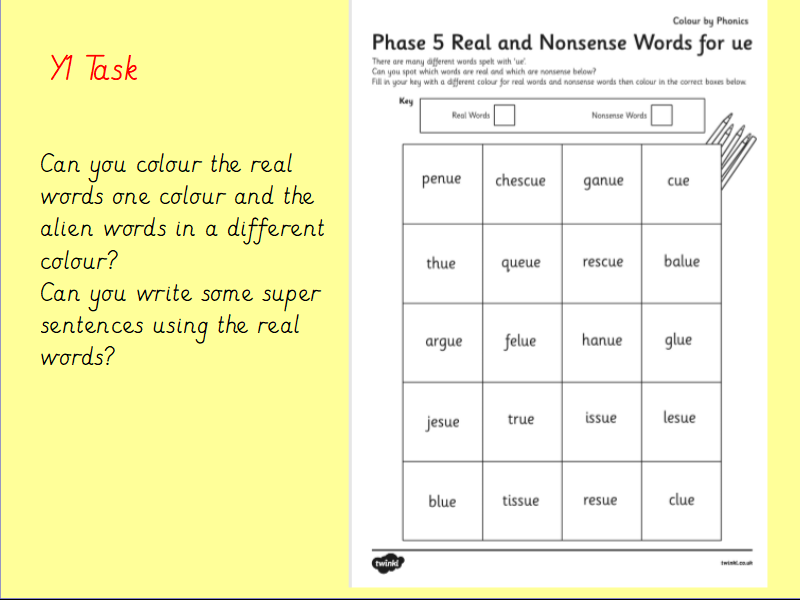 Y1 Task
Can you colour the real
words one colour and the
alien words in a different
colour?
Can you write some super
sentences using the real
words?
Colour by Phonics
Phase 5 Real and Nonsense Words for ue
There are many different words spelt with 'ue'.
Can you spot which words are real and which are nonsense below?
Fill in your key with a different colour for real words and nonsense words then colour in the correct boxes below.
Key
Real Words
Nonsense Words
penue chescue ganue cue
thue queue rescue balue
argue felue hanue glue
jesue true issue lesue
blue tissue resue clue
twinkl
twinkl.co.uk